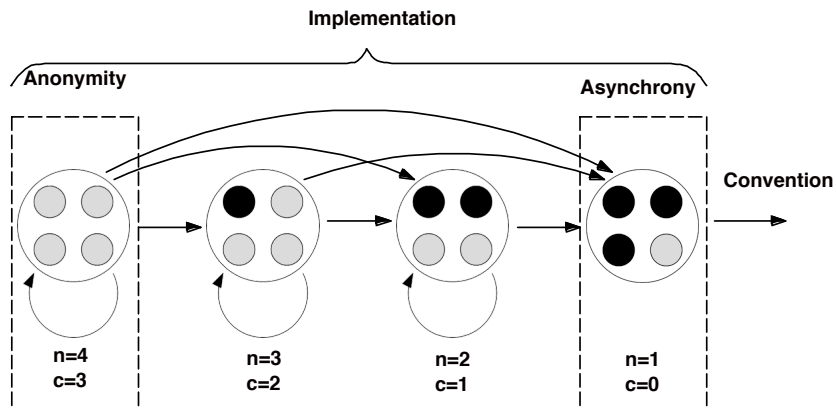 Implementation
Anonymity
Asynchrony
Convention
n=4
c=3
n=3
c=2
n=2
c=1
n=1
c=0